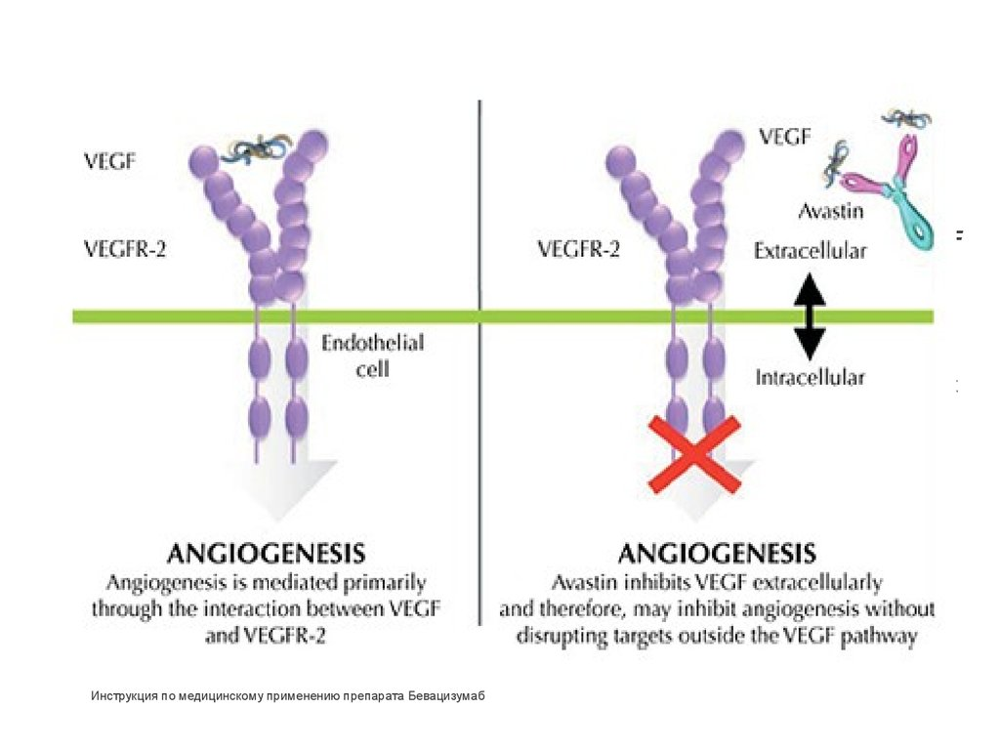 VEGF
VEGFR-2
Endothelial
cell
ANGIOGENESIS
Angiogenesis is mediated primarily
through the interaction between VEGF
and VEGFR-2
VEGF
Avastin
VEGFR-2
Extracellular
Intracellular
ANGIOGENESIS
Avastin inhibits VEGF extracellularly
and therefore, may inhibit angiogenesis without
disrupting targets outside the VEGF pathway
Инструкция по медицинскому применению препарата Бевацизумаб